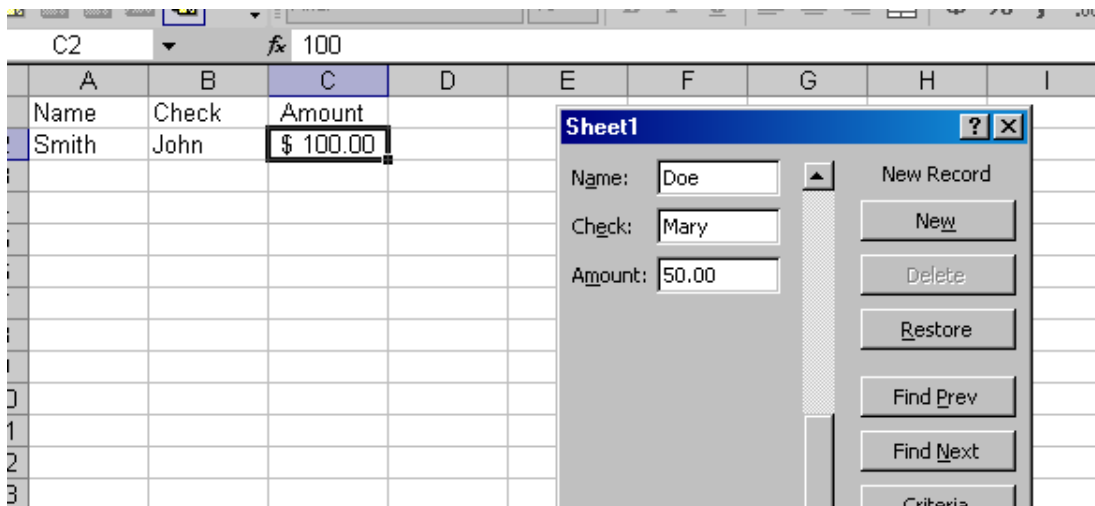 C2 fx 100
A B C D E F G H I
Name Check Amount
Smith John $ 100.00
Sheet1
Name: Doe
New Record
New
Check: Mary
Amount: 50.00
Delete
Restore
Find Prev
Find Next
Criteria